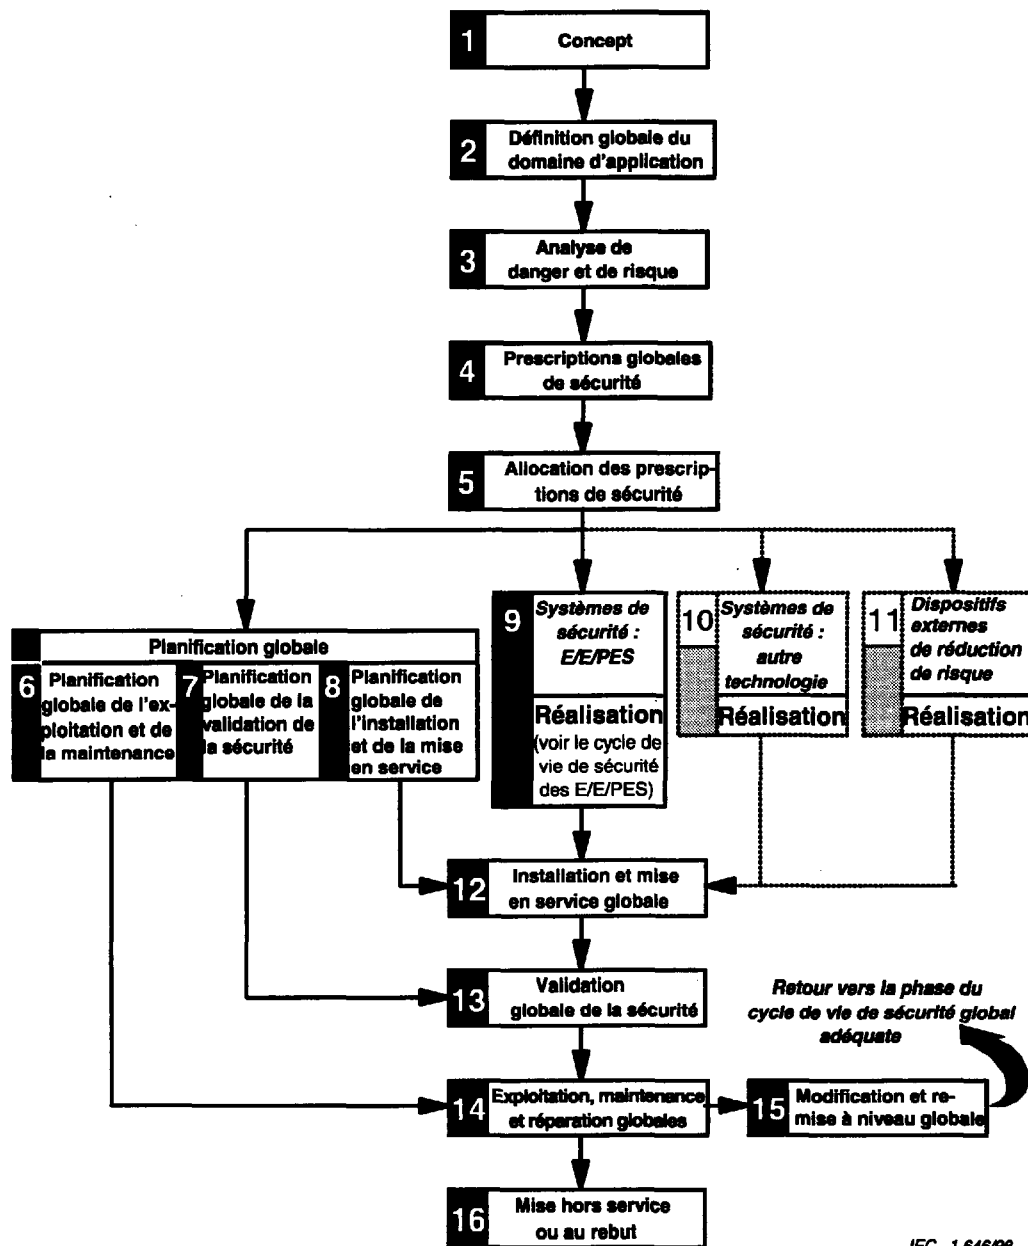 1
Concept
2
Définition globale du
domaine d'application
3
Analyse de
danger et de risque
4
Prescriptions globales
de sécurité
5
Allocation des prescrip-
tions de sécurité
Planification globale
6
Planification
globale de l'ex-
ploitation et de
la maintenance
7
Planification
globale de la
validation de
la sécurité
8
Planification
globale de
l'installation
et de la mise
en service
9
Systèmes de
sécurité :
E/E/PES
Réalisation
(voir le cycle de
vie de sécurité
des E/E/PES)
10
Systèmes de
sécurité :
autre
technologie
Réalisation
11
Dispositifs
externes
de réduction
de risque
Réalisation
12
Installation et mise
en service globale
13
Validation
globale de la sécurité
Retour vers la phase du
cycle de vie de sécurité global
adéquate
14
Exploitation, maintenance
et réparation globales
15
Modification et re-
mise à niveau globale
16
Mise hors service
ou au rebut
IEC 1 646/98